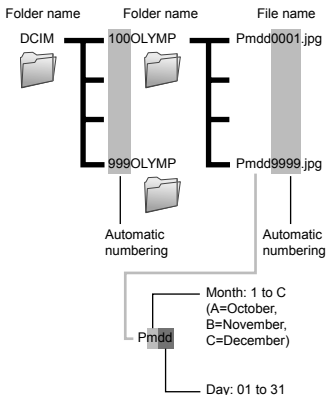 Folder name Folder name File name
DCIM 100OLYMP Pmdd0001.jpg
999OLYMP Pmdd9999.jpg
Automatic
numbering
Automatic
numbering
Month: 1 to C
(A=October,
B=November,
C=December)
Pmdd
Day: 01 to 31